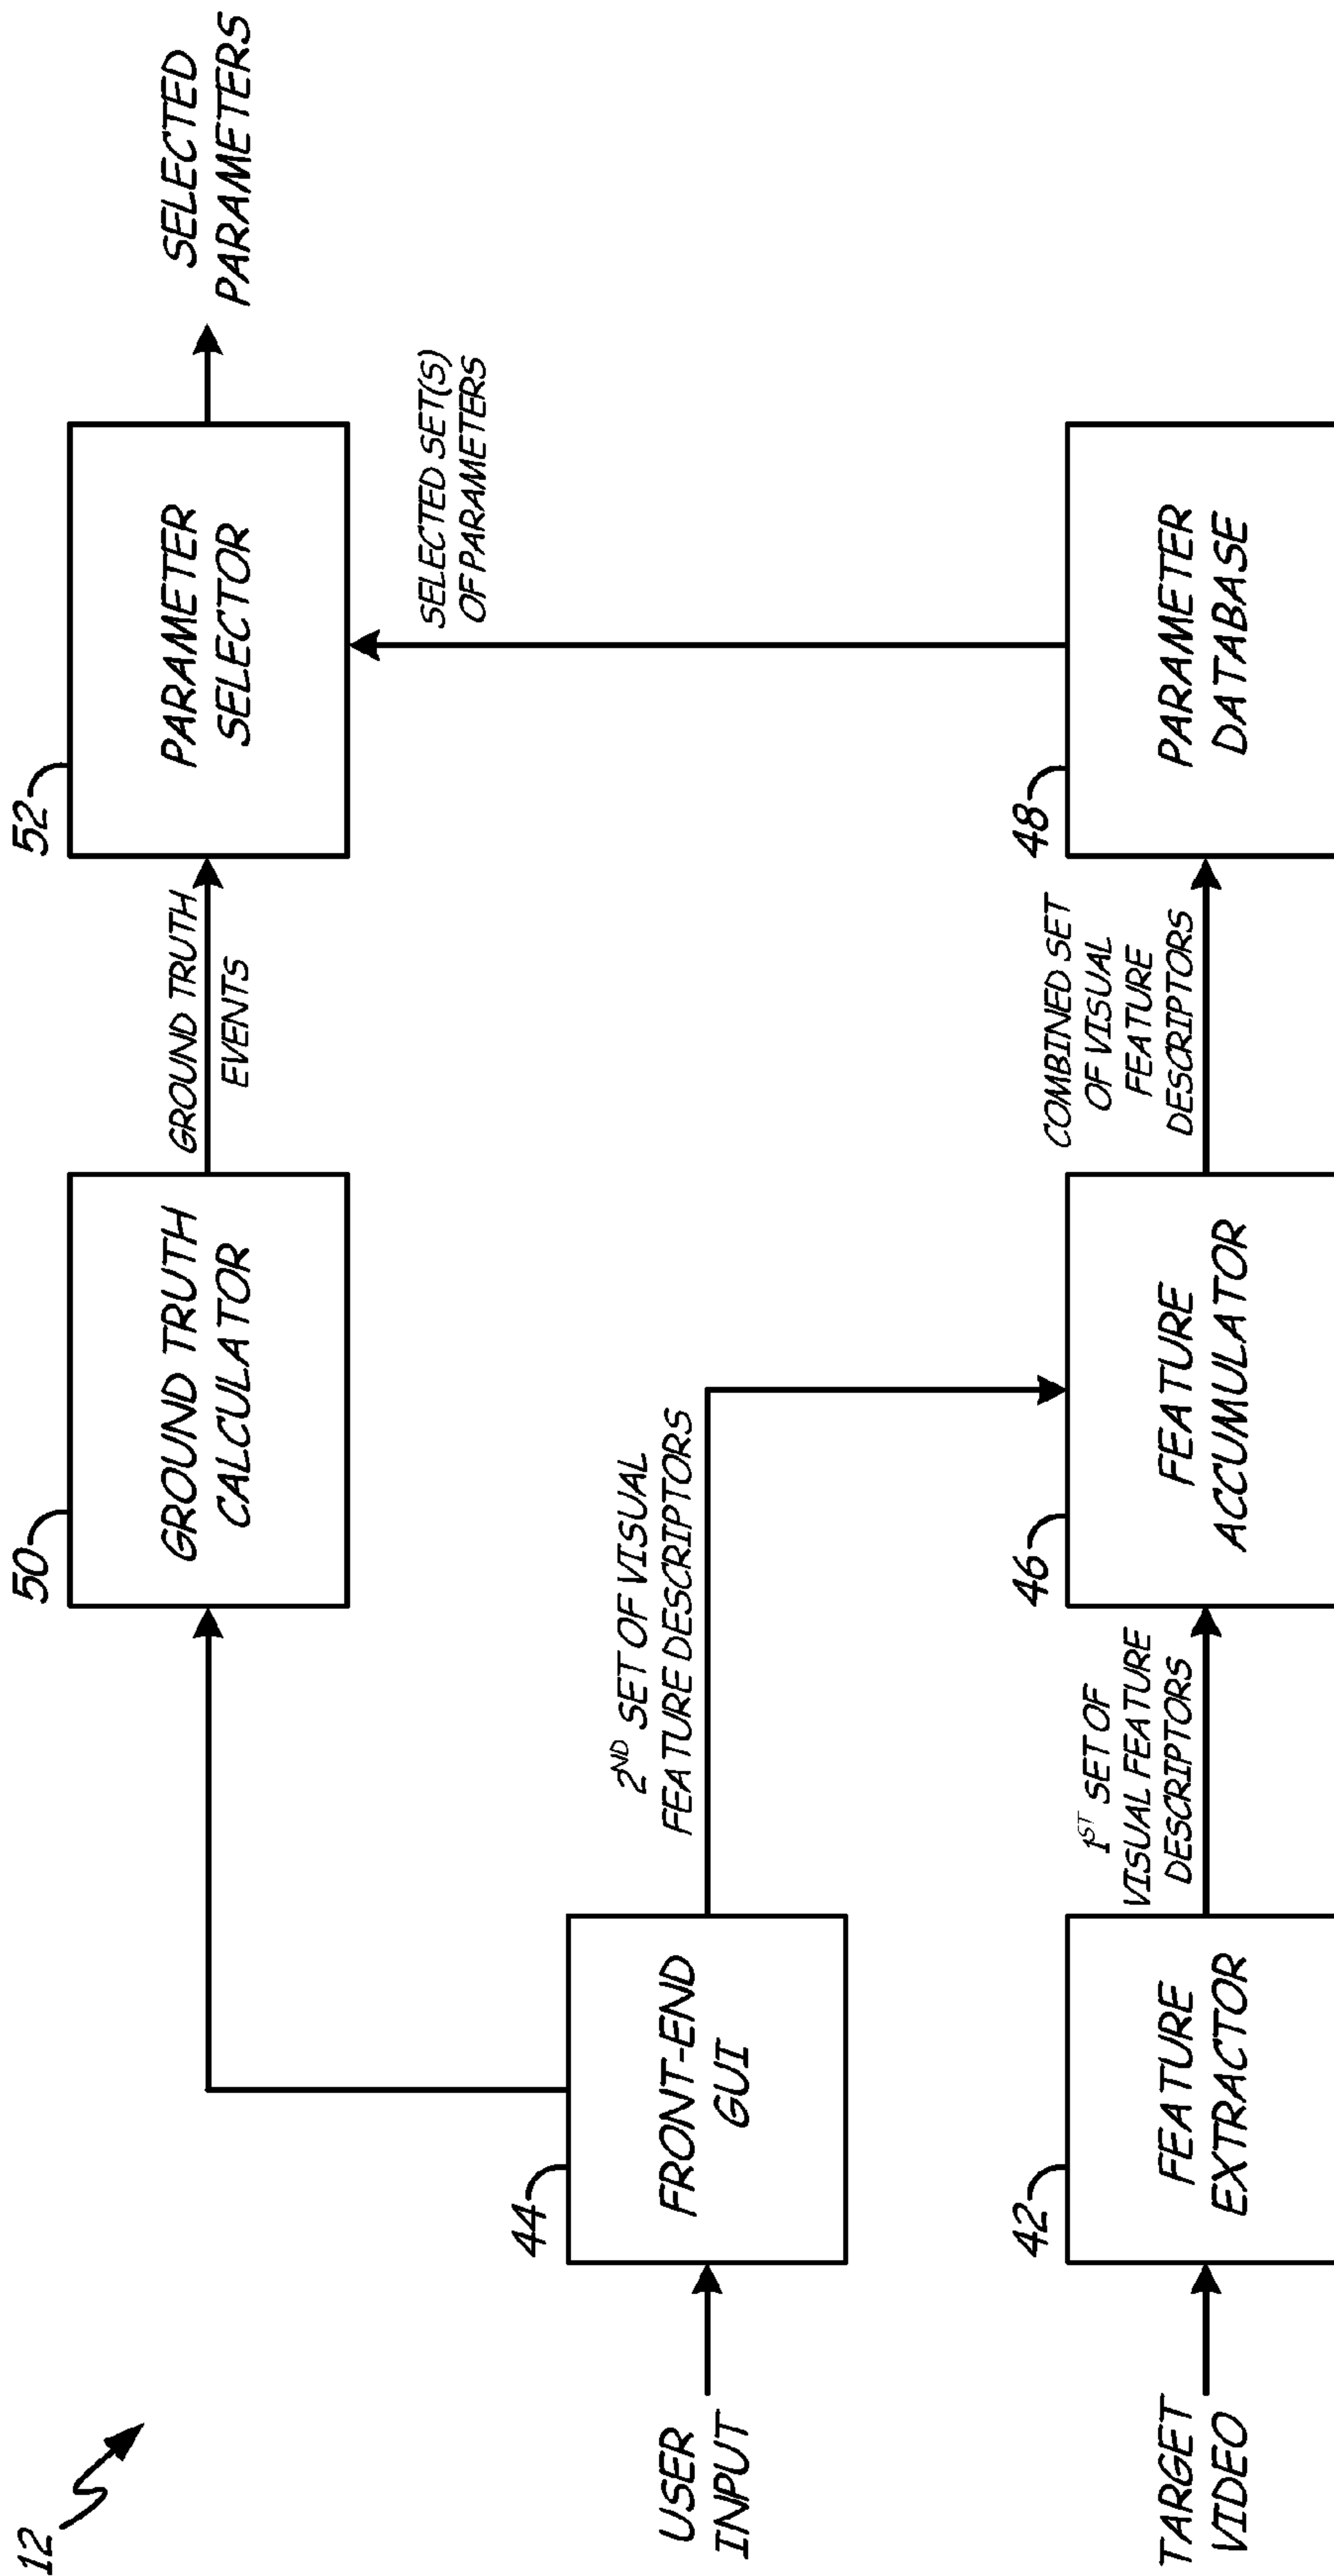 12
50
GROUND TRUTH
CALCULATOR
GROUND TRUTH
EVENTS
52
PARAMETER
SELECTOR
SELECTED
PARAMETERS
SELECTED SET(S)
OF PARAMETERS
USER
INPUT
44
FRONT-END
GUI
2ND SET OF VISUAL
FEATURE DESCRIPTORS
TARGET
VIDEO
42
FEATURE
EXTRACTOR
1ST SET OF
VISUAL FEATURE
DESCRIPTORS
46
FEATURE
ACCUMULATOR
COMBINED SET
OF VISUAL
FEATURE
DESCRIPTORS
48
PARAMETER
DATABASE